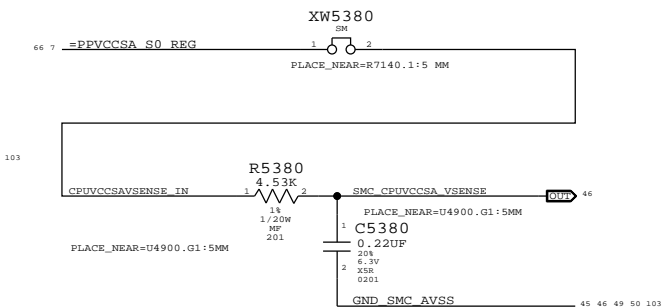 XW5380
SM
66 7 =PPVCCSA_S0_REG 1 2
PLACE_NEAR=R7140.1:5 MM
103
R5380
4.53K
CPUVCCSAVSENSE_IN 1 2 SMC_CPUVCCSA_VSENSE OUT 46
1%
1/20W
MF
201
PLACE_NEAR=U4900.G1:5MM
PLACE_NEAR=U4900.G1:5MM
1 C5380
0.22UF
20%
6.3V
2 X5R
0201
GND_SMC_AVSS 45 46 49 50 103